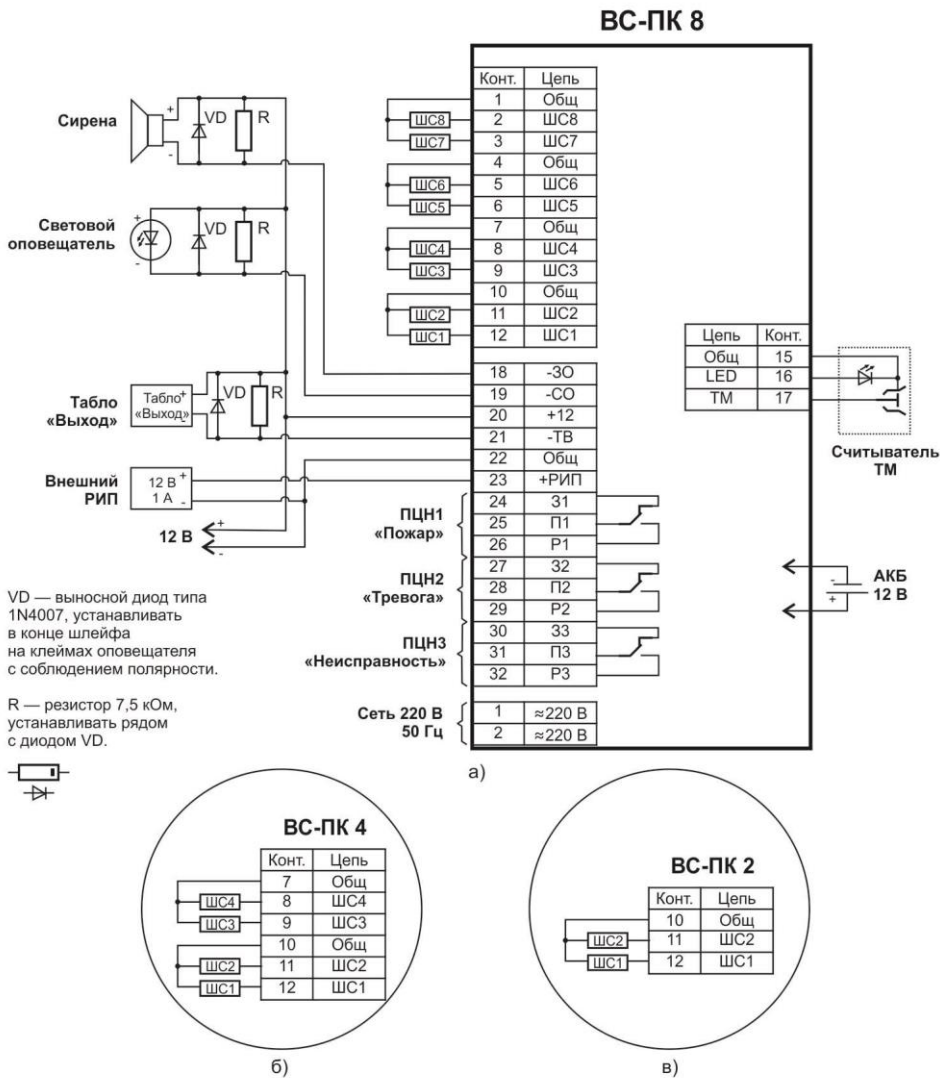 ВС-ПК 8
Конт. Цепь
1 Общ
2 ШС8
3 ШС7
4 Общ
5 ШС6
6 ШС5
7 Общ
8 ШС4
9 ШС3
10 Общ
11 ШС2
12 ШС1
18 -ЗО
19 -СО
20 +12
21 -ТВ
22 Общ
23 +РИП
24 З1
25 П1
26 Р1
27 З2
28 П2
29 Р2
30 З3
31 П3
32 Р3
1 ≈220 В
2 ≈220 В
ШС8
ШС7
ШС6
ШС5
ШС4
ШС3
ШС2
ШС1
Сирена
+
-
VD
R
Световой
оповещатель
+
-
VD
R
Табло
«Выход»
Табло+
«Выход»-
VD
R
Внешний
РИП
12 В +
1 А -
12 В
+
-
ПЦН1
«Пожар»
ПЦН2
«Тревога»
ПЦН3
«Неисправность»
Сеть 220 В
50 Гц
Цепь Конт.
Общ 15
LED 16
ТМ 17
Считыватель
ТМ
-
+
АКБ
12 В
VD — выносной диод типа
1N4007, устанавливать
в конце шлейфа
на клеймах оповещателя
с соблюдением полярности.
R — резистор 7,5 кОм,
устанавливать рядом
с диодом VD.
а)
ВС-ПК 4
Конт. Цепь
7 Общ
8 ШС4
9 ШС3
10 Общ
11 ШС2
12 ШС1
ШС4
ШС3
ШС2
ШС1
б)
ВС-ПК 2
Конт. Цепь
10 Общ
11 ШС2
12 ШС1
ШС2
ШС1
в)